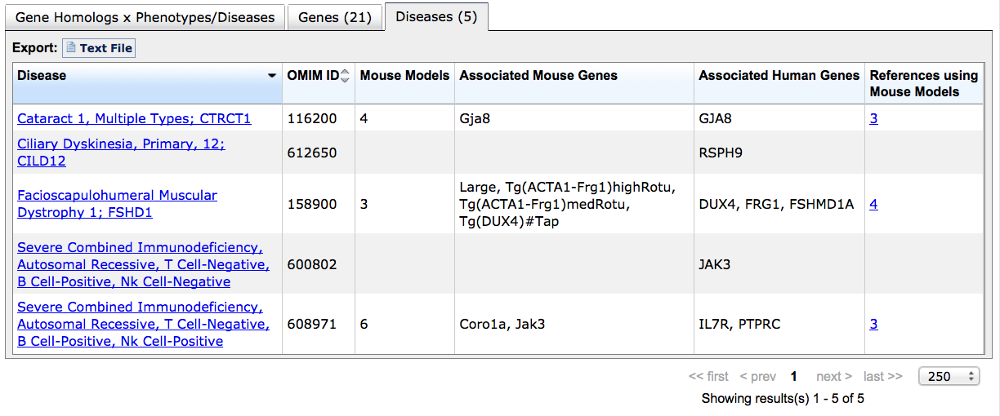 Gene Homologs x Phenotypes/Diseases Genes (21) Diseases (5)
Export: Text File
Disease OMIM ID Mouse Models Associated Mouse Genes Associated Human Genes References using
Mouse Models
Cataract 1, Multiple Types; CTRCT1 116200 4 Gja8 GJA8 3
Ciliary Dyskinesia, Primary, 12;
CILD12 612650 RSPH9
Facioscapulohumeral Muscular
Dystrophy 1; FSHD1 158900 3 Large, Tg(ACTA1-Frg1)highRotu,
Tg(ACTA1-Frg1)medRotu,
Tg(DUX4)#Tap DUX4, FRG1, FSHMD1A 4
Severe Combined Immunodeficiency,
Autosomal Recessive, T Cell-Negative,
B Cell-Positive, Nk Cell-Negative 600802 JAK3
Severe Combined Immunodeficiency,
Autosomal Recessive, T Cell-Negative,
B Cell-Positive, Nk Cell-Positive 608971 6 Coro1a, Jak3 IL7R, PTPRC 3
<< first < prev 1 next > last >> 250
Showing results(s) 1 - 5 of 5